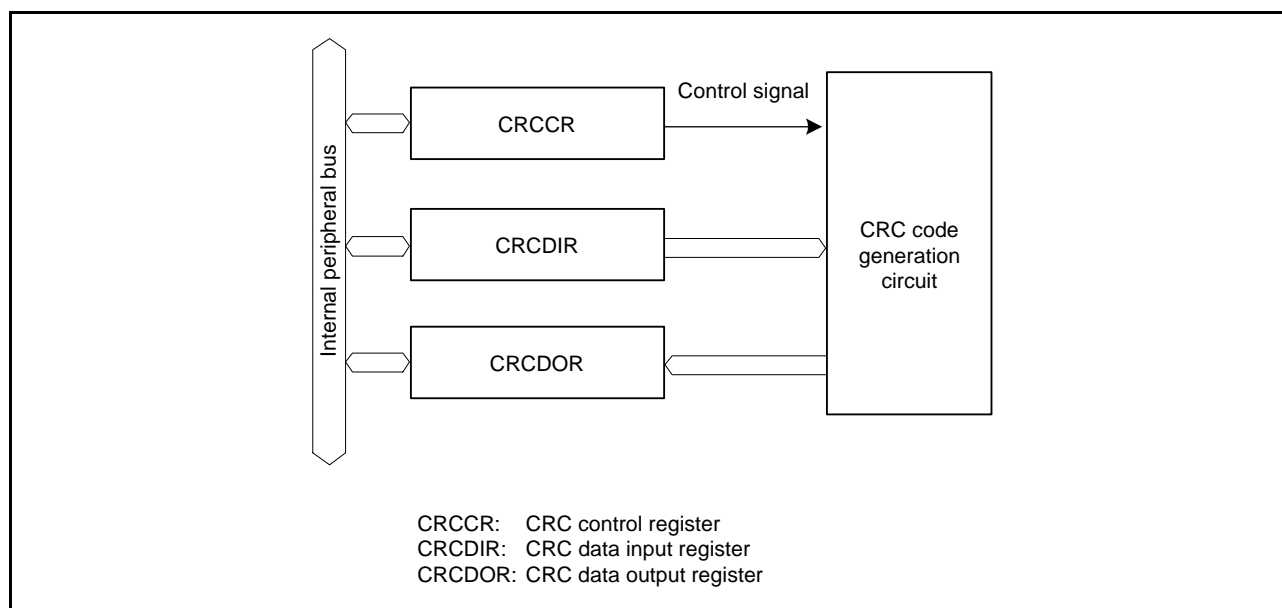 Control signal
CRCCR
Internal peripheral bus
CRCDIR
CRC code
generation
circuit
CRCDOR
CRCCR: CRC control register
CRCDIR: CRC data input register
CRCDOR: CRC data output register